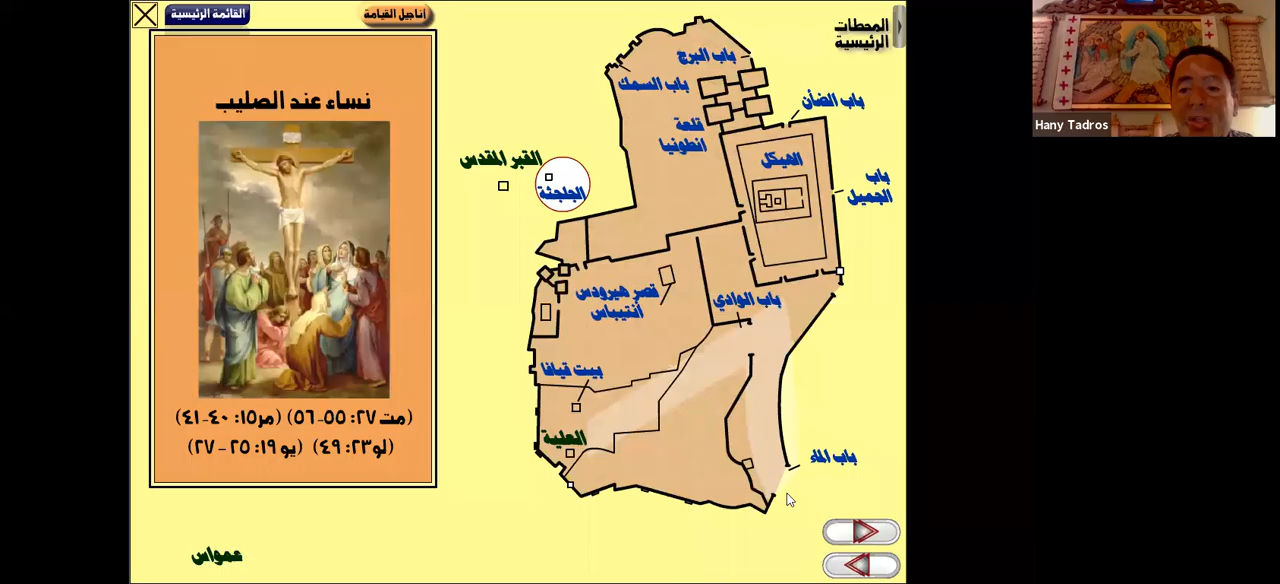 القائمة الرئيسية
أناجيل القيامة
المحطات
الرئيسية
Hany Tadros
نساء عند الصليب
(مت ٢٧: ٥٥-٥٦) (مر١٥: ٤٠-٤١)
(لو٢٣: ٤٩) (يو ١٩: ٢٥ - ٢٧)
باب البرج
باب السمك
باب الضأن
قلعة
انطونيا
الهيكل
القبر المقدس
الجلجثة
باب
الجميل
قصر هيرودس
أنتيباس
باب الوادي
بيت قيافا
العلية
باب الماء
عمواس